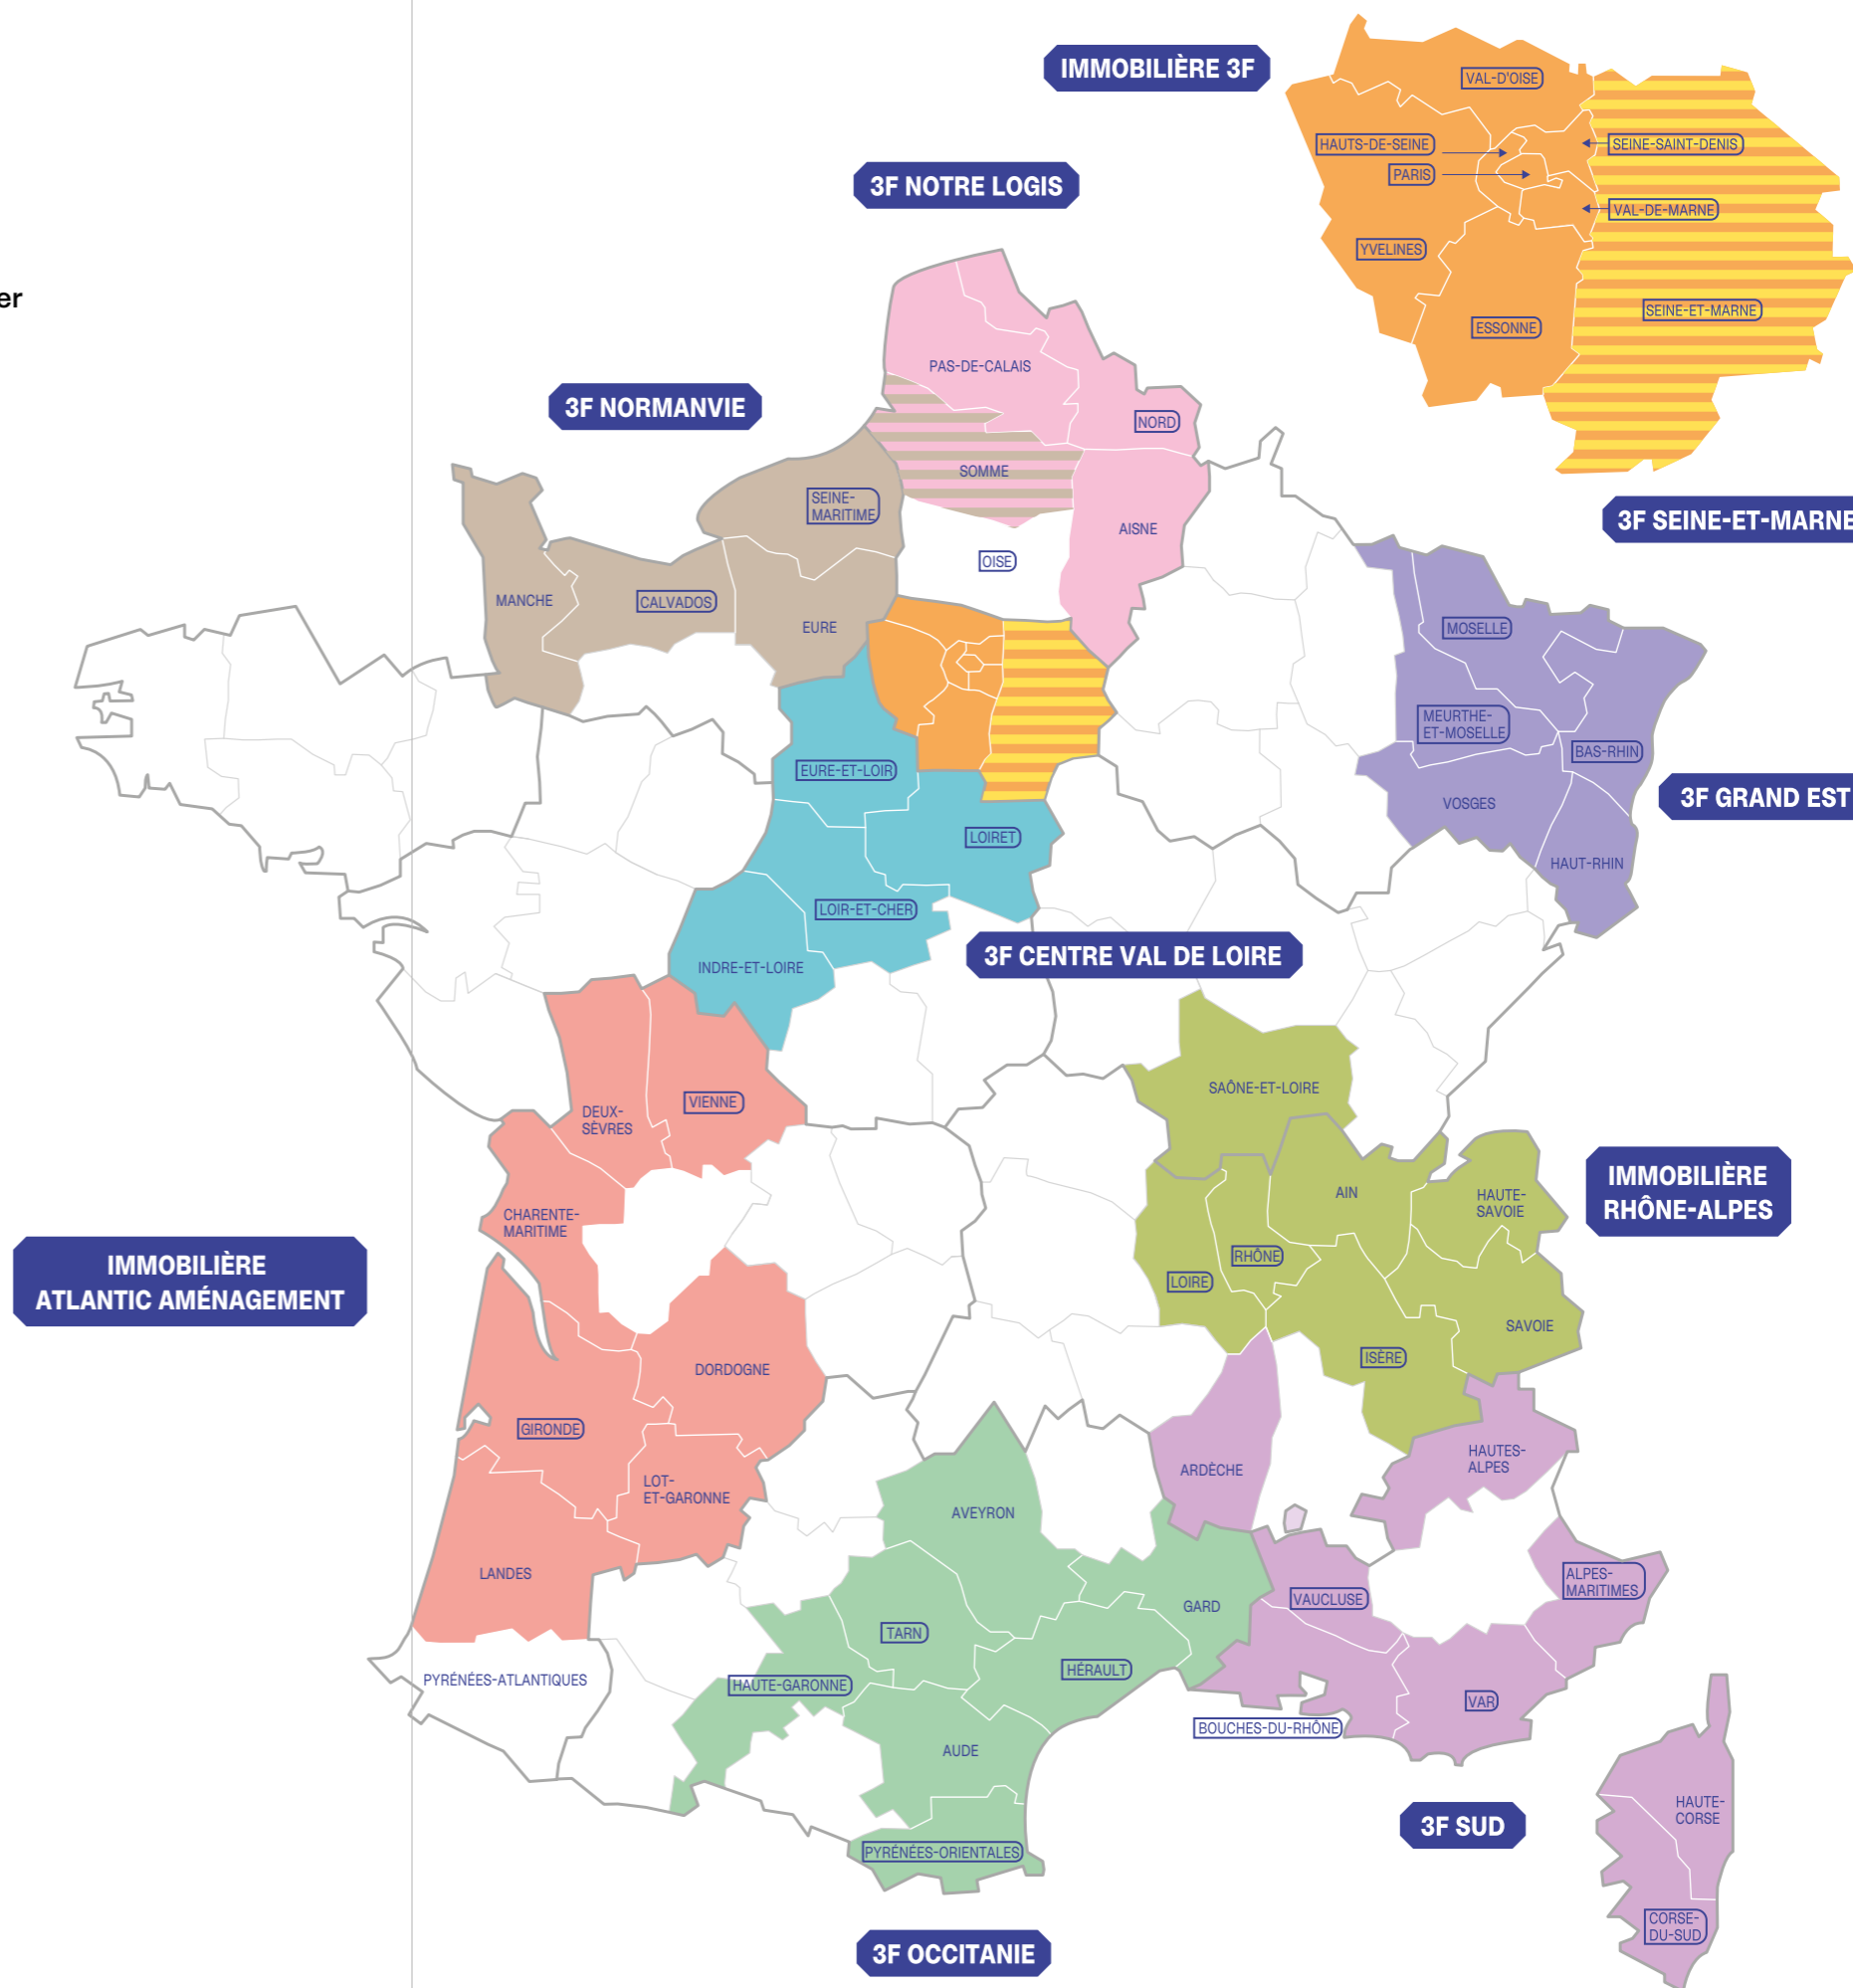 er
IMMOBILIÈRE 3F
VAL-D'OISE
HAUTS-DE-SEINE
SEINE-SAINT-DENIS
PARIS
VAL-DE-MARNE
YVELINES
SEINE-ET-MARNE
ESSONNE
3F NOTRE LOGIS
PAS-DE-CALAIS
NORD
3F NORMANVIE
SOMME
SEINE-
MARITIME
AISNE
3F SEINE-ET-MARNE
OISE
MANCHE
CALVADOS
EURE
MOSELLE
MEURTHE-
ET-MOSELLE
BAS-RHIN
EURE-ET-LOIR
VOSGES
3F GRAND EST
LOIRET
HAUT-RHIN
LOIR-ET-CHER
3F CENTRE VAL DE LOIRE
INDRE-ET-LOIRE
SAÔNE-ET-LOIRE
VIENNE
DEUX-
SÈVRES
IMMOBILIÈRE
RHÔNE-ALPES
AIN
HAUTE-
SAVOIE
CHARENTE-
MARITIME
RHÔNE
LOIRE
IMMOBILIÈRE
ATLANTIC AMÉNAGEMENT
SAVOIE
ISÈRE
DORDOGNE
GIRONDE
HAUTES-
ALPES
ARDÈCHE
LOT-
ET-GARONNE
AVEYRON
LANDES
ALPES-
MARITIMES
VAUCLUSE
GARD
TARN
HÉRAULT
PYRÉNÉES-ATLANTIQUES
HAUTE-GARONNE
VAR
BOUCHES-DU-RHÔNE
AUDE
HAUTE-
CORSE
3F SUD
PYRÉNÉES-ORIENTALES
CORSE-
DU-SUD
3F OCCITANIE